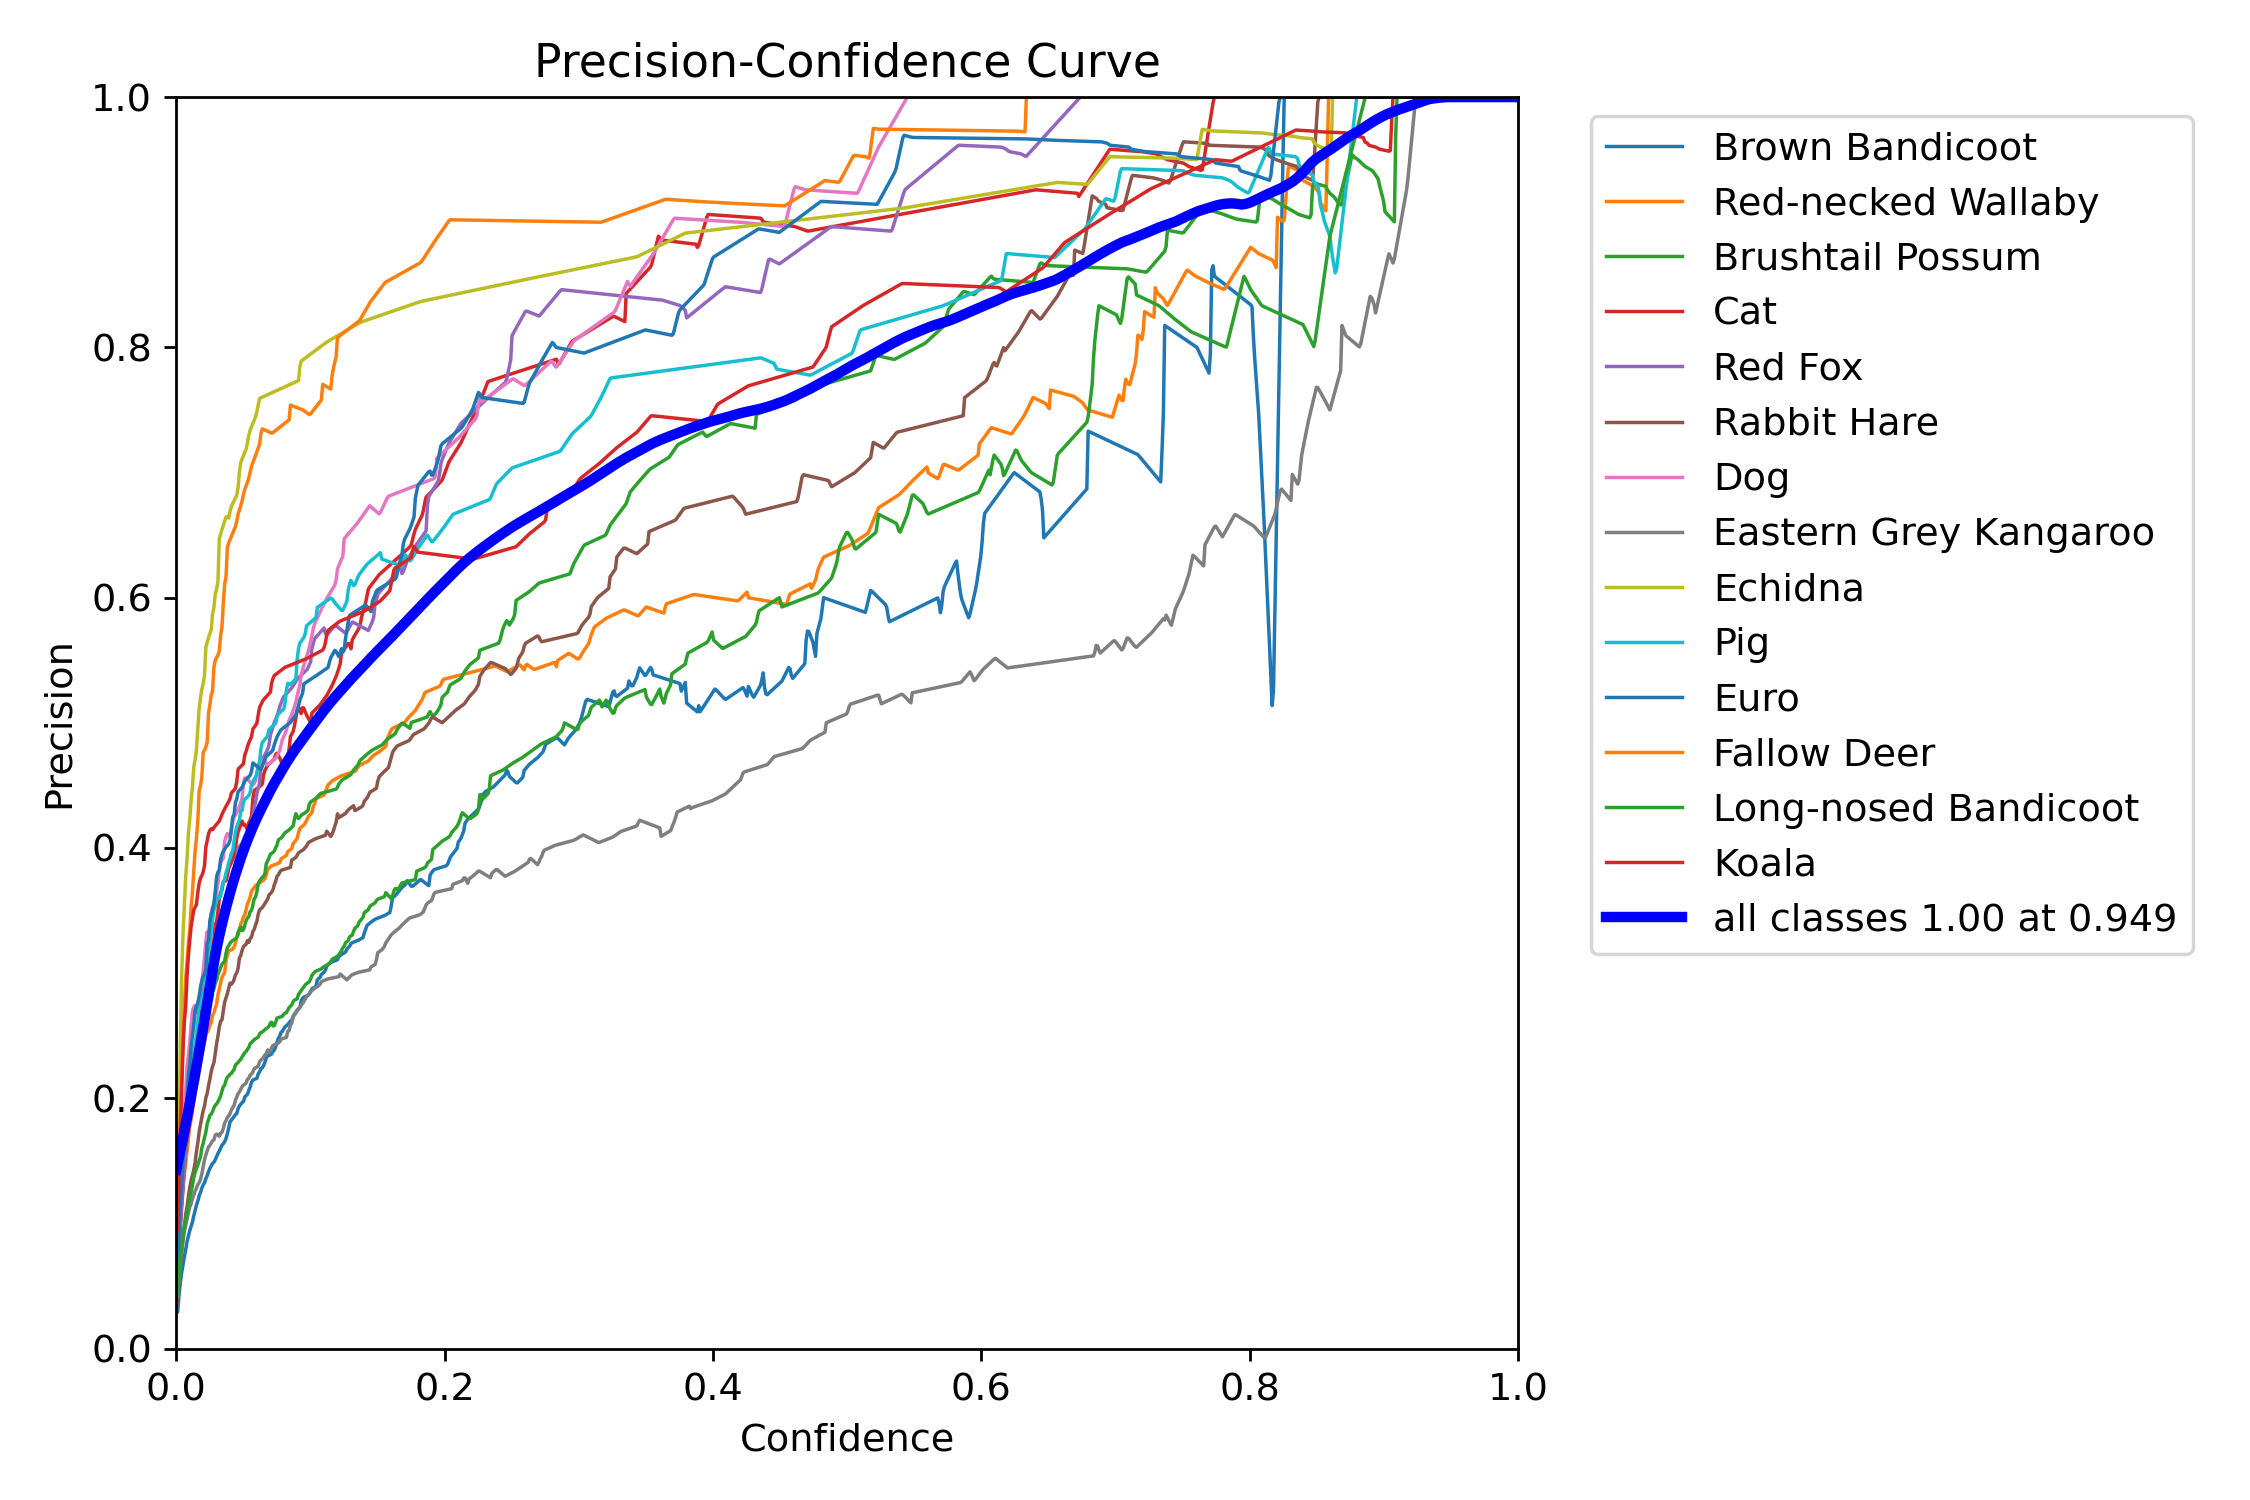 Precision-Confidence Curve
1.0
0.8
0.6
0.4
0.2
0.0
Precision
0.0 0.2 0.4 0.6 0.8 1.0
Confidence
Brown Bandicoot
Red-necked Wallaby
Brushtail Possum
Cat
Red Fox
Rabbit Hare
Dog
Eastern Grey Kangaroo
Echidna
Pig
Euro
Fallow Deer
Long-nosed Bandicoot
Koala
all classes 1.00 at 0.949